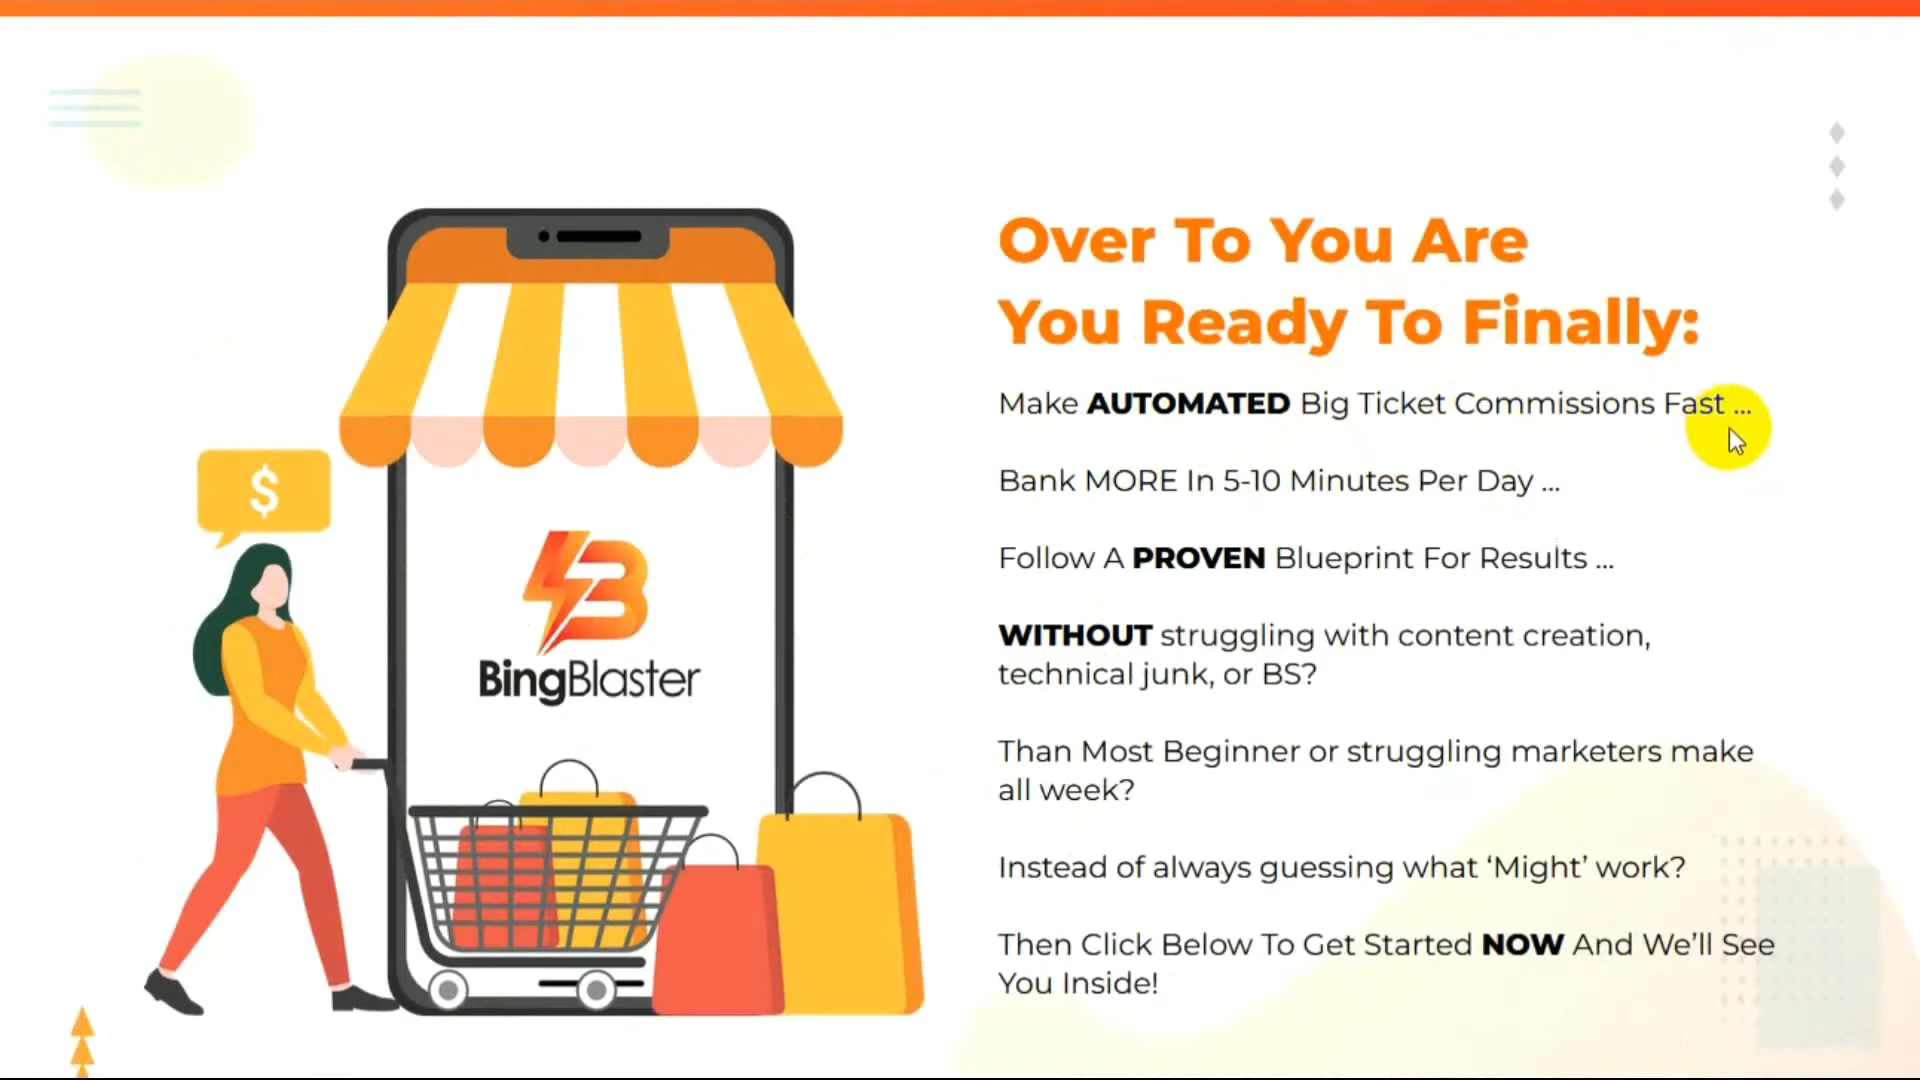 Over To You Are
You Ready To Finally:
Make AUTOMATED Big Ticket Commissions Fast ...
Bank MORE In 5-10 Minutes Per Day ...
Follow A PROVEN Blueprint For Results ...
WITHOUT struggling with content creation,
technical junk, or BS?
Than Most Beginner or struggling marketers make
all week?
Instead of always guessing what ‘Might’ work?
Then Click Below To Get Started NOW And We’ll See
You Inside!
$
B
BingBlaster